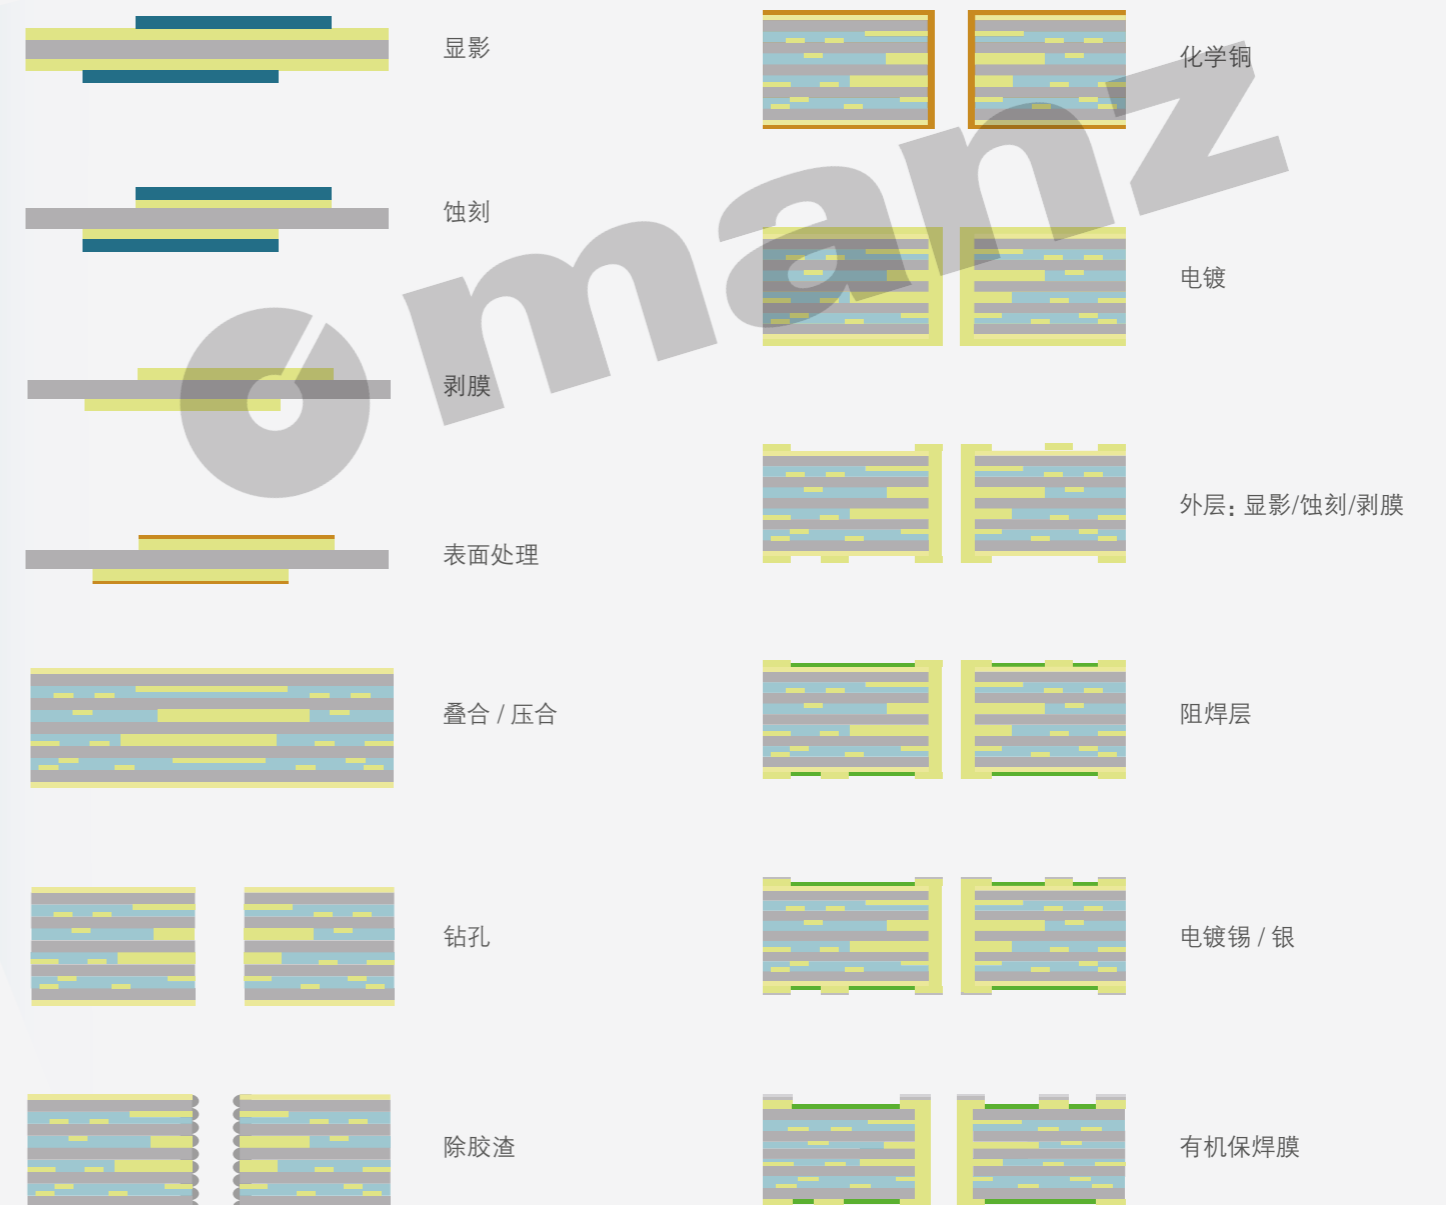 显影
蚀刻
剥膜
表面处理
叠合 / 压合
钻孔
除胶渣
化学铜
电镀
外层: 显影/蚀刻/剥膜
阻焊层
电镀锡 / 银
有机保焊膜
manz